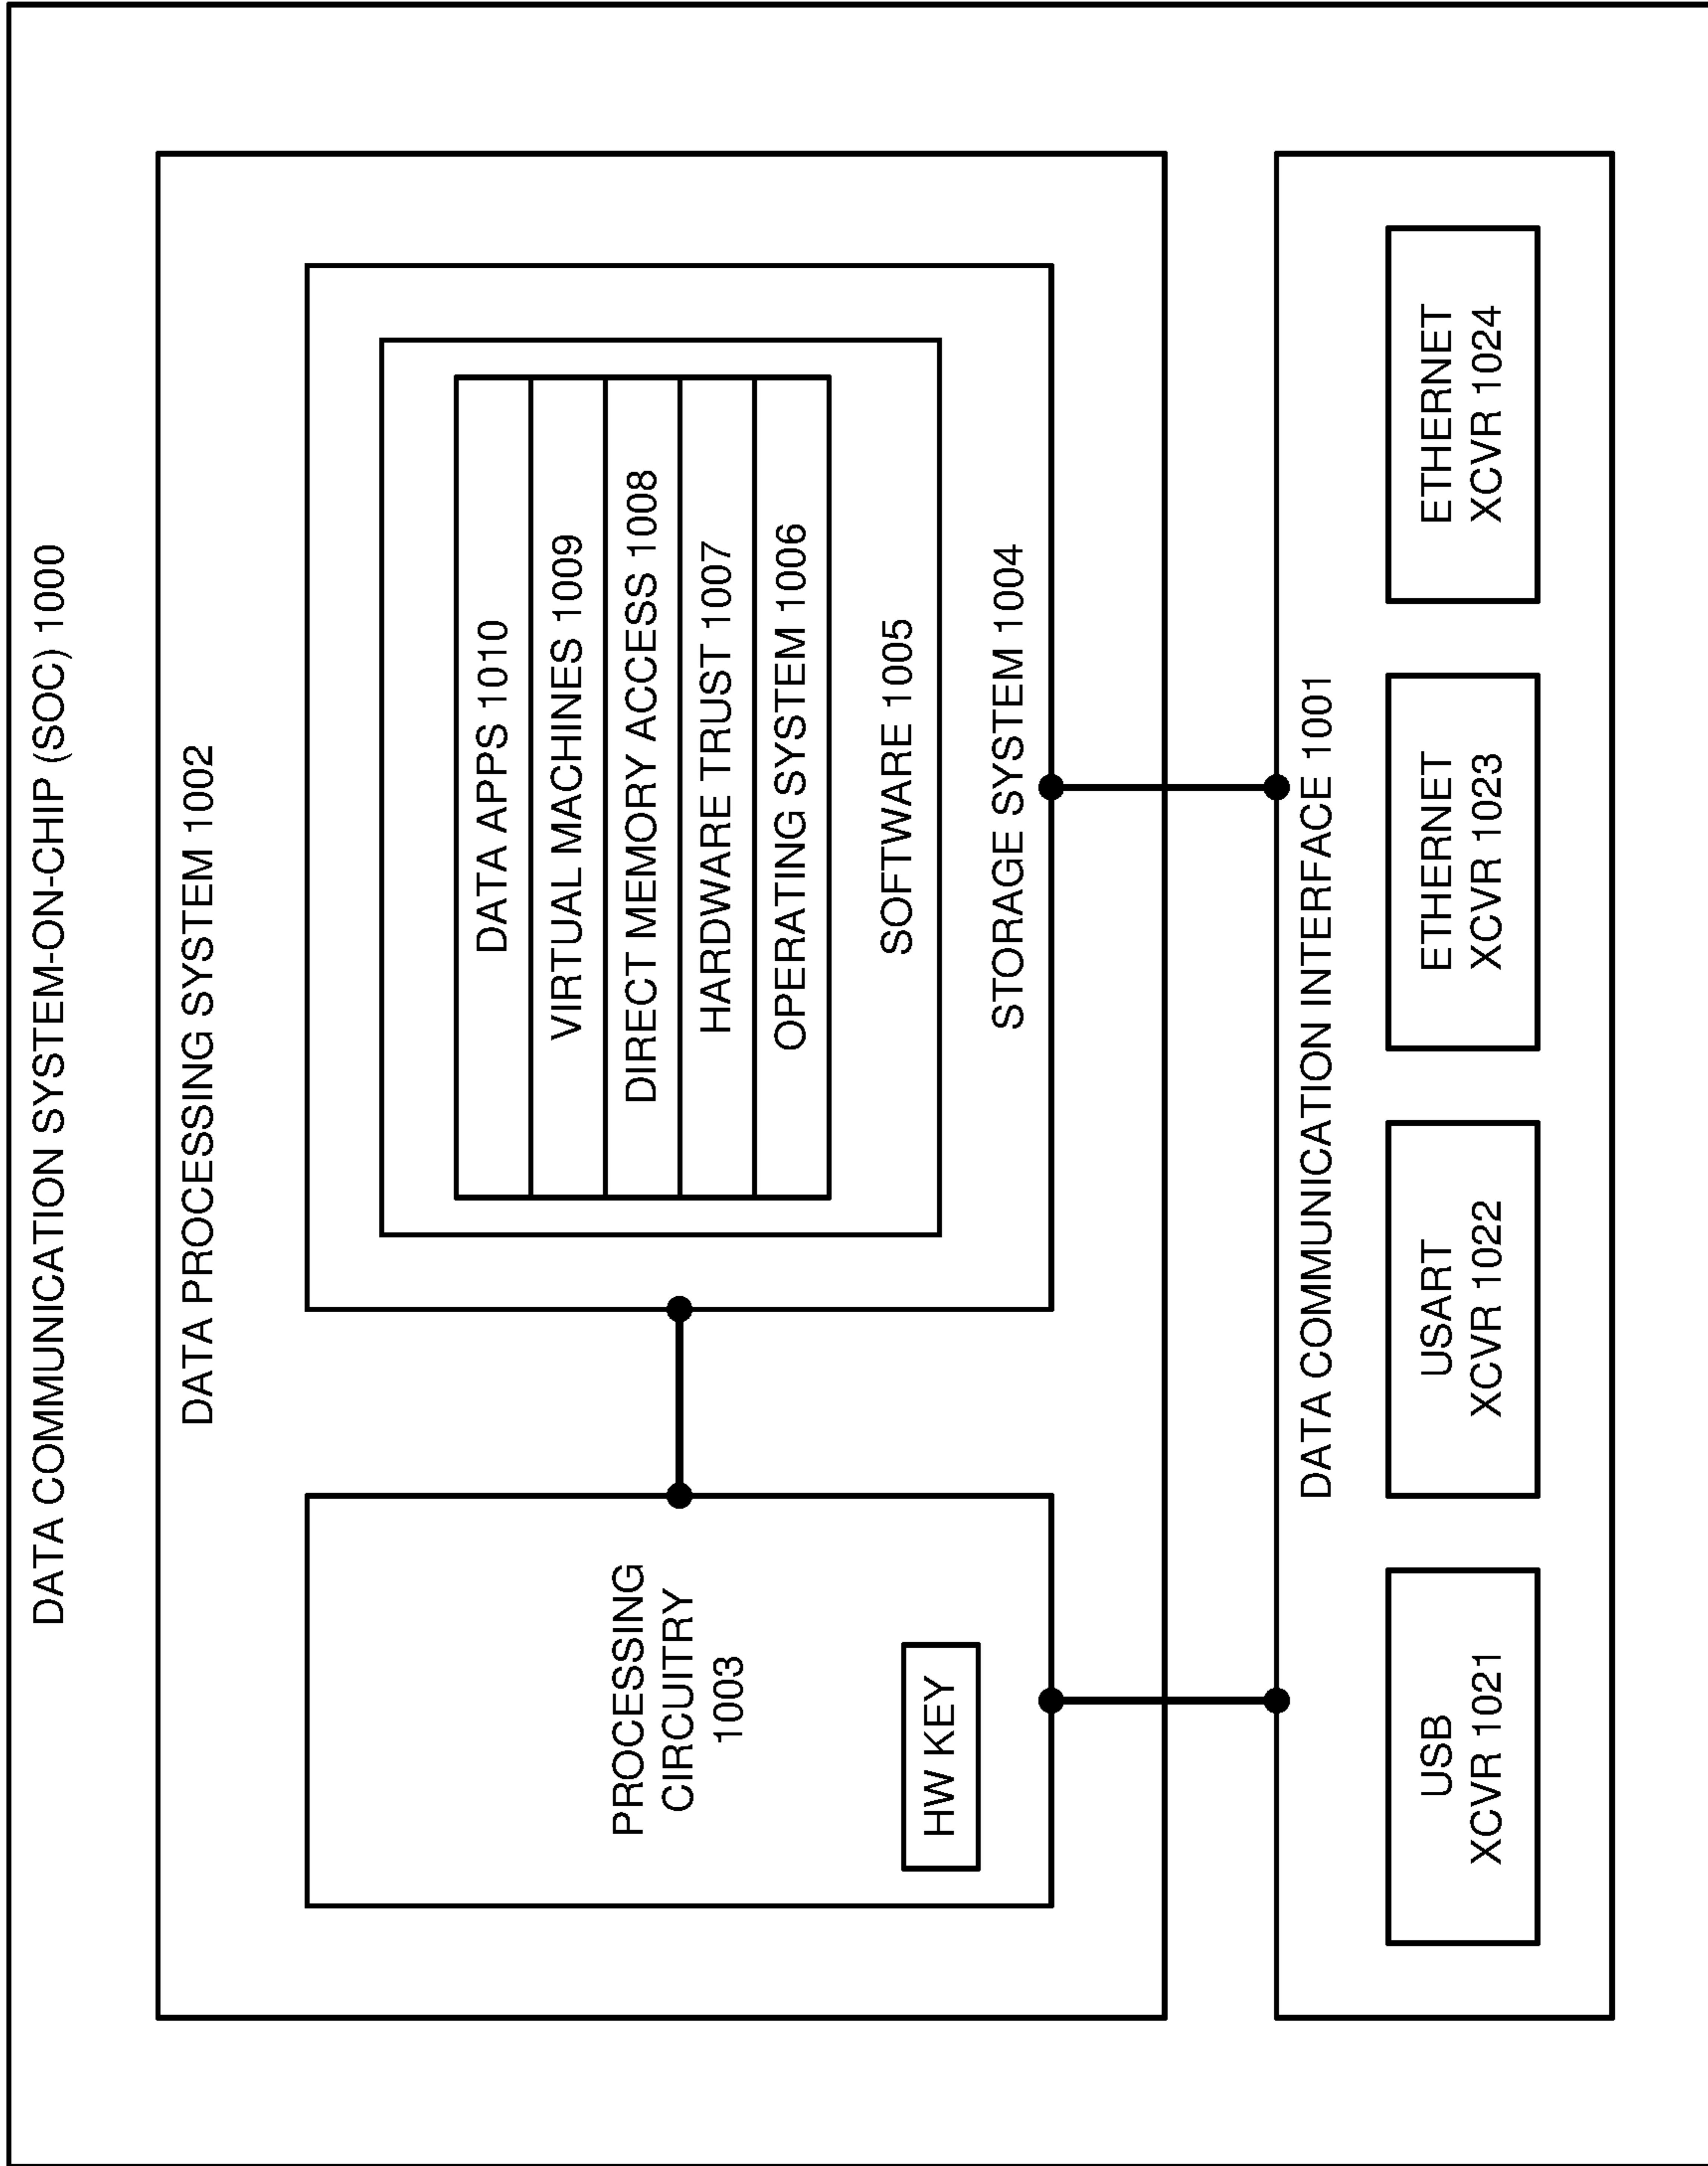 DATA COMMUNICATION SYSTEM-ON-CHIP (SOC) 1000
DATA PROCESSING SYSTEM 1002
PROCESSING
CIRCUITRY
1003
HW KEY
DATA APPS 1010
VIRTUAL MACHINES 1009
DIRECT MEMORY ACCESS 1008
HARDWARE TRUST 1007
OPERATING SYSTEM 1006
SOFTWARE 1005
STORAGE SYSTEM 1004
DATA COMMUNICATION INTERFACE 1001
USB
XCVR 1021
USART
XCVR 1022
ETHERNET
XCVR 1023
ETHERNET
XCVR 1024